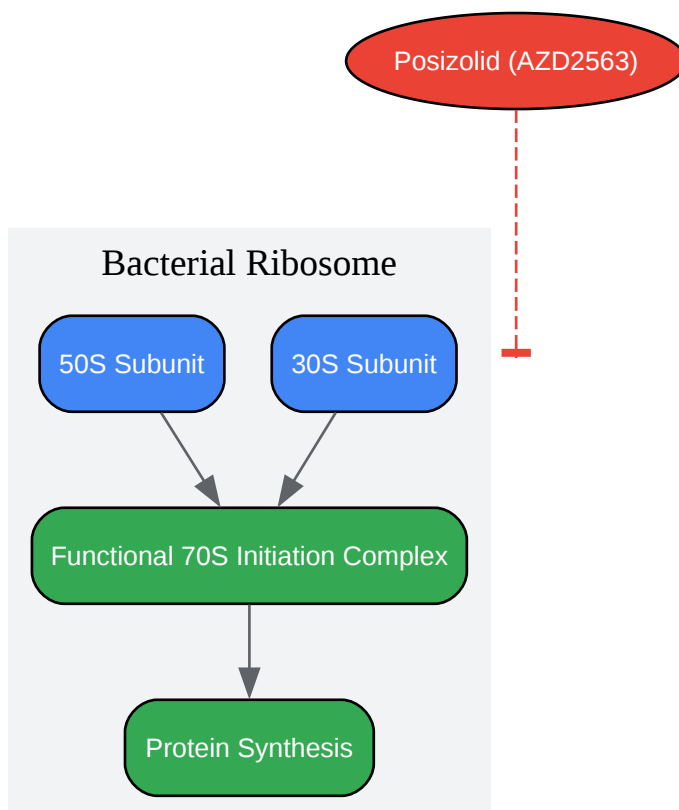 Posizolid (AZD2563)
Bacterial Ribosome
50S Subunit
30S Subunit
Functional 70S Initiation Complex
Protein Synthesis